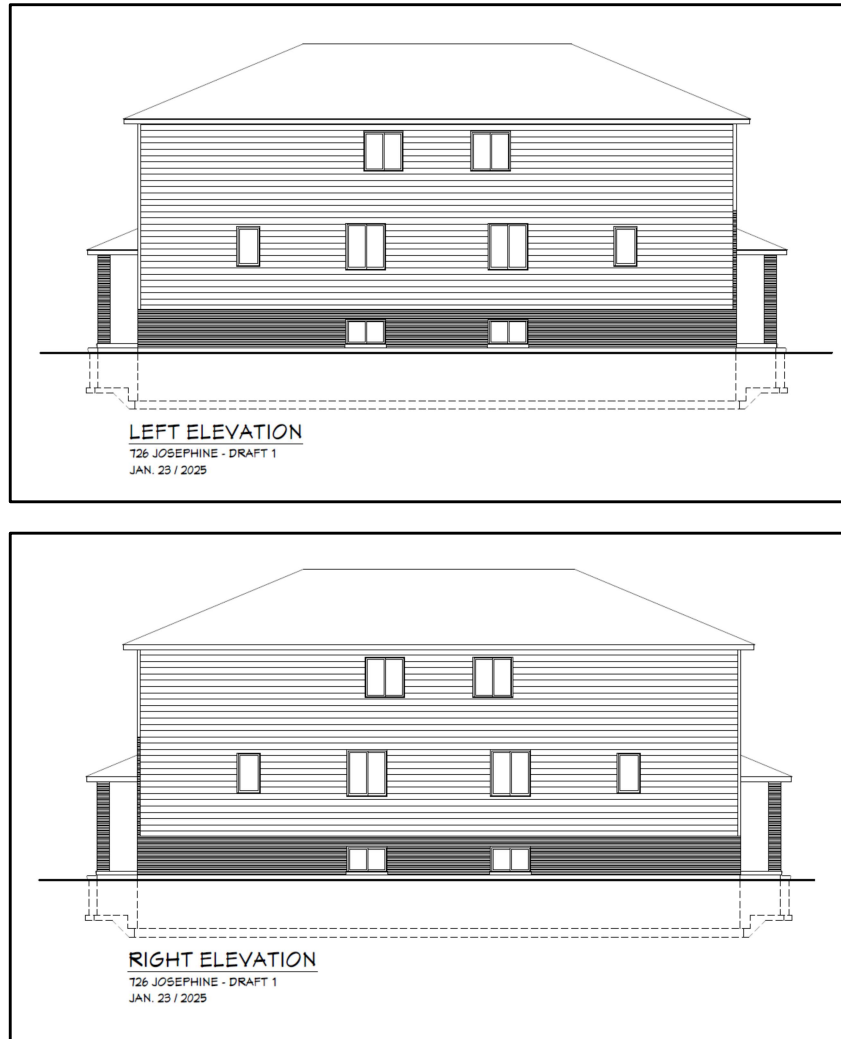 LEFT ELEVATION
726 JOSEPHINE - DRAFT 1
JAN. 23 / 2025
RIGHT ELEVATION
726 JOSEPHINE - DRAFT 1
JAN. 23 / 2025